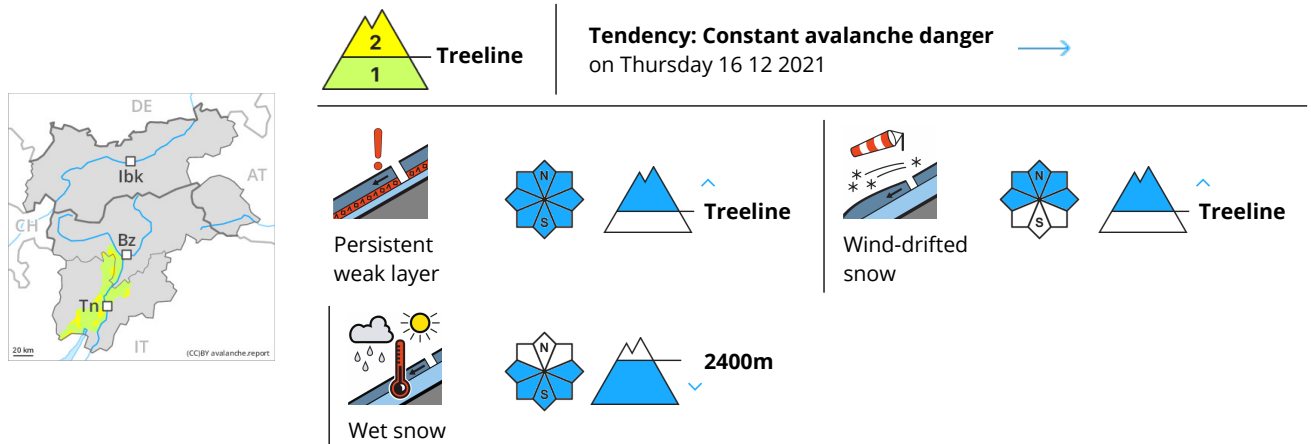 2
1
Treeline
Tendency: Constant avalanche danger
on Thursday 16 12 2021
DE
AT
Ibk
CH
Bz
Tn
IT
20 km
(CC)BY avalanche.report
N
S
Treeline
Persistent
weak layer
N
S
Treeline
Wind-drifted
snow
N
S
2400m
Wet snow